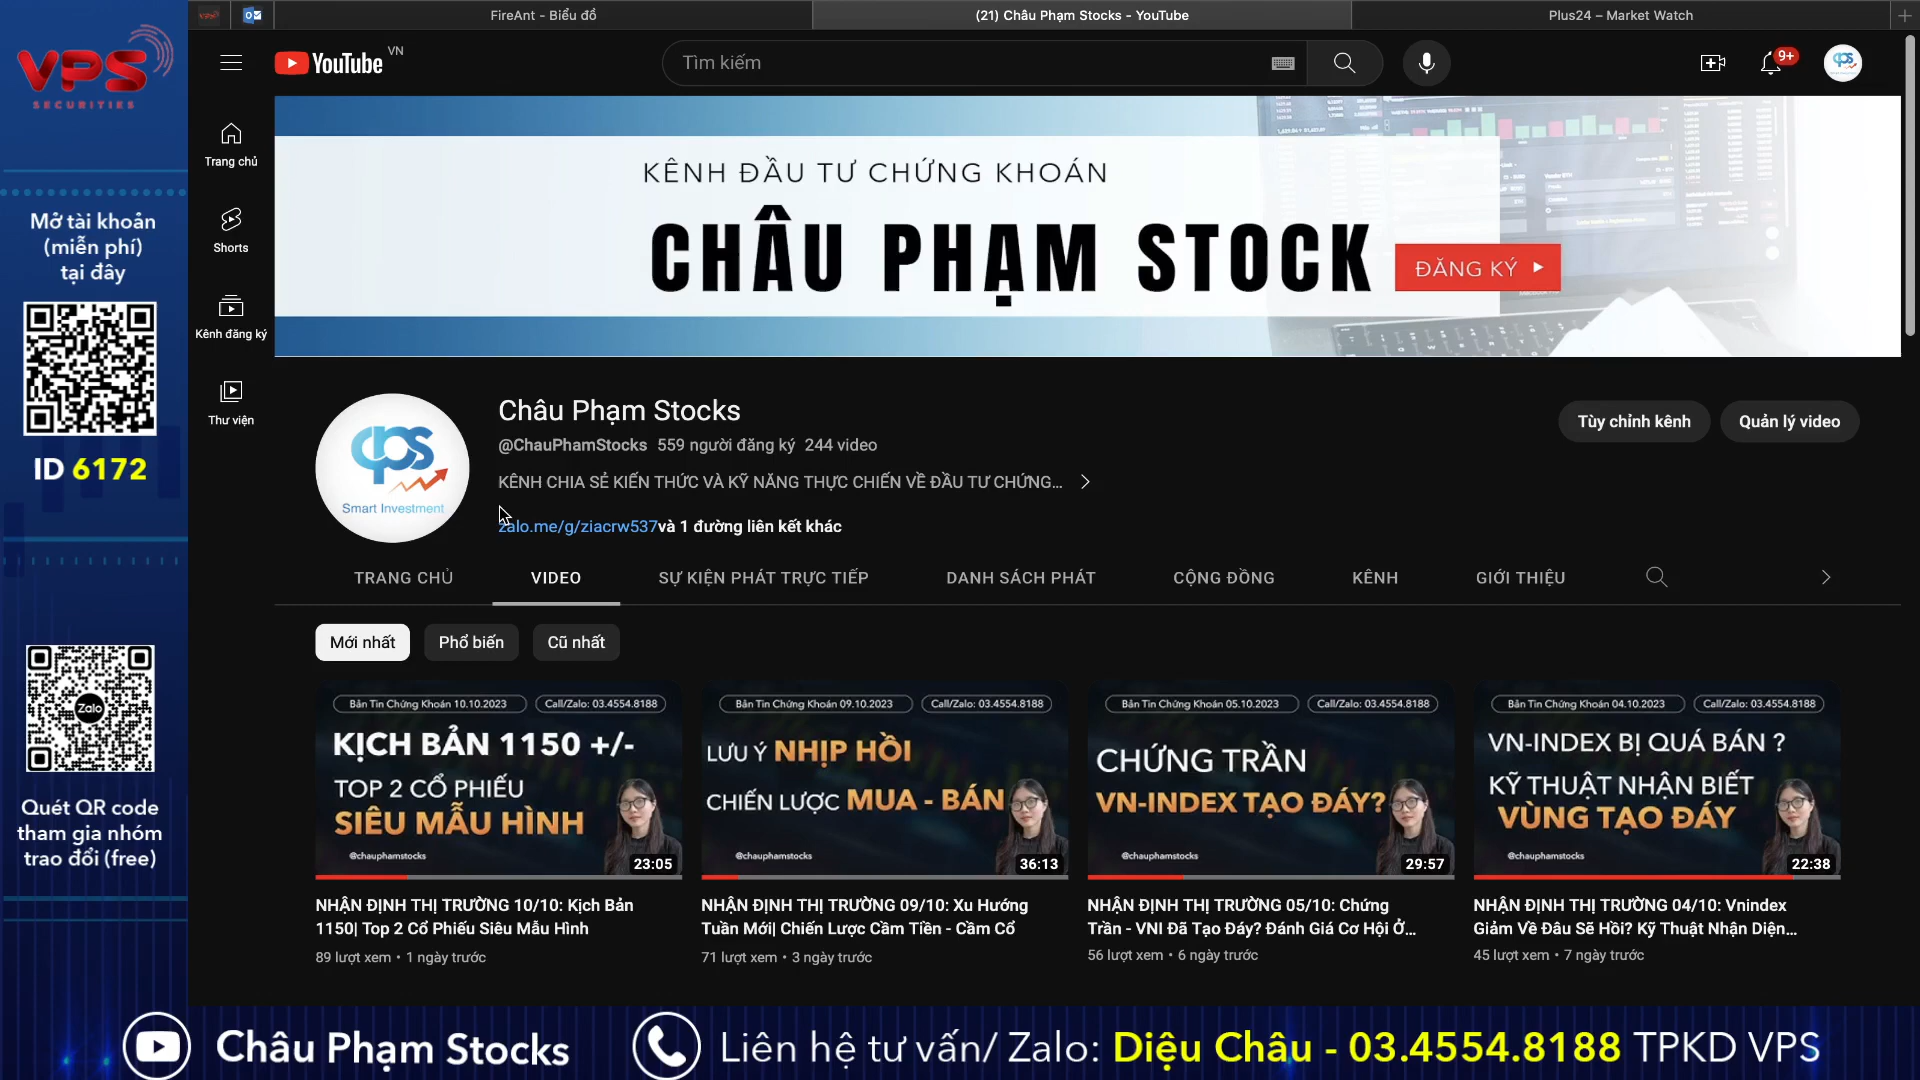 FireAnt - Biểu đồ
(21) Châu Phạm Stocks - YouTube
Plus24 – Market Watch
VPS
SECURITIES
Mở tài khoản
(miễn phí)
tại đây
ID 6172
Zalo
Quét QR code
tham gia nhóm
trao đổi (free)
YouTube VN
Tìm kiếm
9+
Trang chủ
Shorts
Kênh đăng ký
Thư viện
KÊNH ĐẦU TƯ CHỨNG KHOÁN
CHÂU PHẠM STOCK
ĐĂNG KÝ
cps
Smart Investment
Châu Phạm Stocks
@ChauPhamStocks 559 người đăng ký 244 video
KÊNH CHIA SẺ KIẾN THỨC VÀ KỸ NĂNG THỰC CHIẾN VỀ ĐẦU TƯ CHỨNG...
zalo.me/g/ziacrw537 và 1 đường liên kết khác
Tùy chỉnh kênh
Quản lý video
TRANG CHỦ VIDEO SỰ KIỆN PHÁT TRỰC TIẾP DANH SÁCH PHÁT CỘNG ĐỒNG KÊNH GIỚI THIỆU
Mới nhất Phổ biến Cũ nhất
Bản Tin Chứng Khoán 10.10.2023 Call/Zalo: 03.4554.8188
KỊCH BẢN 1150 +/-
TOP 2 CỔ PHIẾU
SIÊU MẪU HÌNH
@chauphamstocks
23:05
NHẬN ĐỊNH THỊ TRƯỜNG 10/10: Kịch Bản
1150| Top 2 Cổ Phiếu Siêu Mẫu Hình
89 lượt xem • 1 ngày trước
Bản Tin Chứng Khoán 09.10.2023 Call/Zalo: 03.4554.8188
LƯU Ý NHỊP HỒI
CHIẾN LƯỢC MUA - BÁN
@chauphamstocks
36:13
NHẬN ĐỊNH THỊ TRƯỜNG 09/10: Xu Hướng
Tuần Mới| Chiến Lược Cầm Tiền - Cầm Cổ
71 lượt xem • 3 ngày trước
Bản Tin Chứng Khoán 05.10.2023 Call/Zalo: 03.4554.8188
CHỨNG TRẦN
VN-INDEX TẠO ĐÁY?
@chauphamstocks
29:57
NHẬN ĐỊNH THỊ TRƯỜNG 05/10: Chứng
Trần - VNI Đã Tạo Đáy? Đánh Giá Cơ Hội Ở...
56 lượt xem • 6 ngày trước
Bản Tin Chứng Khoán 04.10.2023 Call/Zalo: 03.4554.8188
VN-INDEX BỊ QUÁ BÁN ?
KỸ THUẬT NHẬN BIẾT
VÙNG TẠO ĐÁY
@chauphamstocks
22:38
NHẬN ĐỊNH THỊ TRƯỜNG 04/10: Vnindex
Giảm Về Đâu Sẽ Hồi? Kỹ Thuật Nhận Diện...
45 lượt xem • 7 ngày trước
Châu Phạm Stocks
Liên hệ tư vấn/ Zalo: Diệu Châu - 03.4554.8188 TPKD VPS